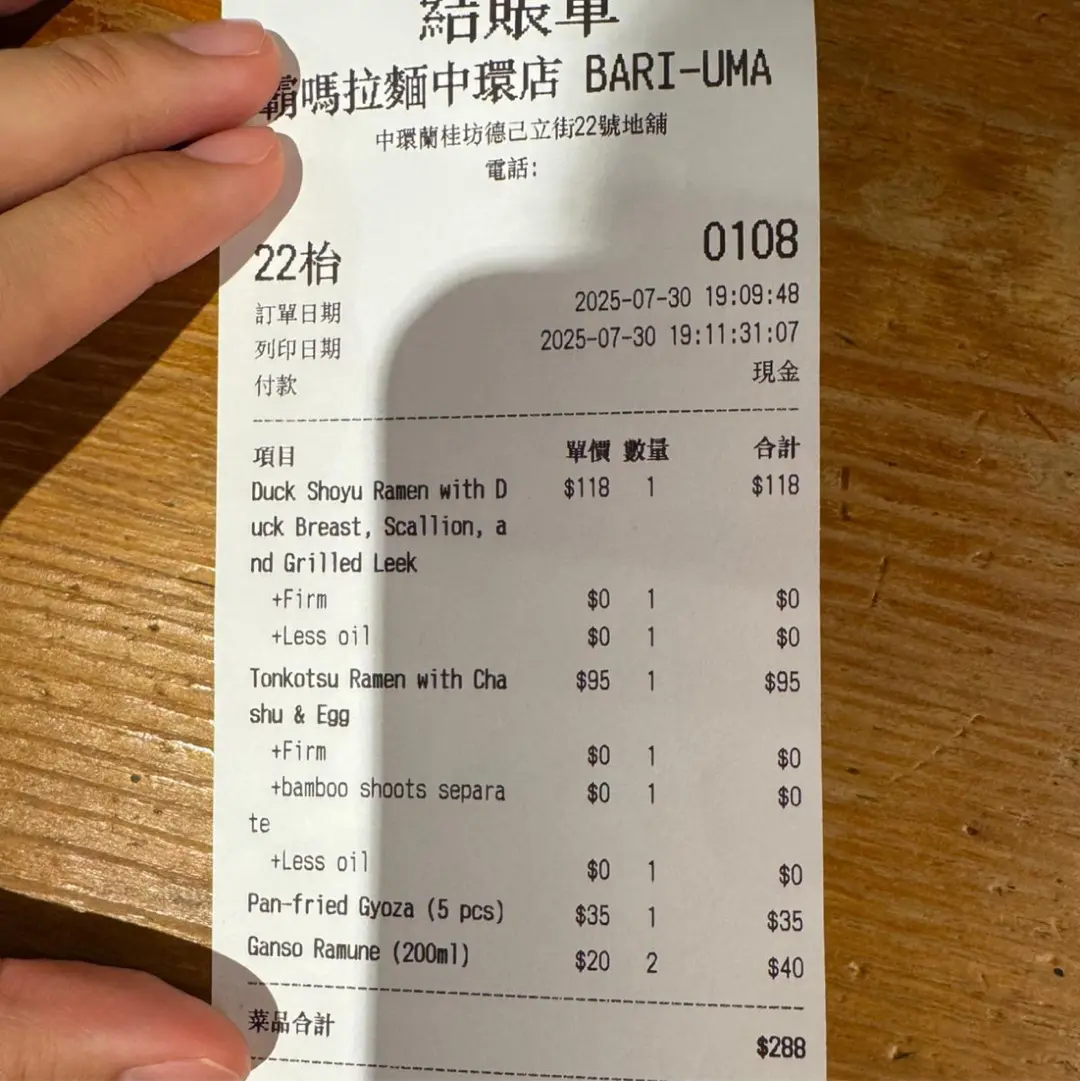 結賬單
霸嗎拉麵中環店 BARI-UMA
中環蘭桂坊德己立街22號地舖
電話:
22枱 0108
訂單日期 2025-07-30 19:09:48
列印日期 2025-07-30 19:11:31:07
付款 現金
項目 單價 數量 合計
Duck Shoyu Ramen with D $118 1 $118
uck Breast, Scallion, a
nd Grilled Leek
+Firm $0 1 $0
+Less oil $0 1 $0
Tonkotsu Ramen with Cha $95 1 $95
shu & Egg
+Firm $0 1 $0
+bamboo shoots separa $0 1 $0
te
+Less oil $0 1 $0
Pan-fried Gyoza (5 pcs) $35 1 $35
Ganso Ramune (200ml) $20 2 $40
菜品合計 $288